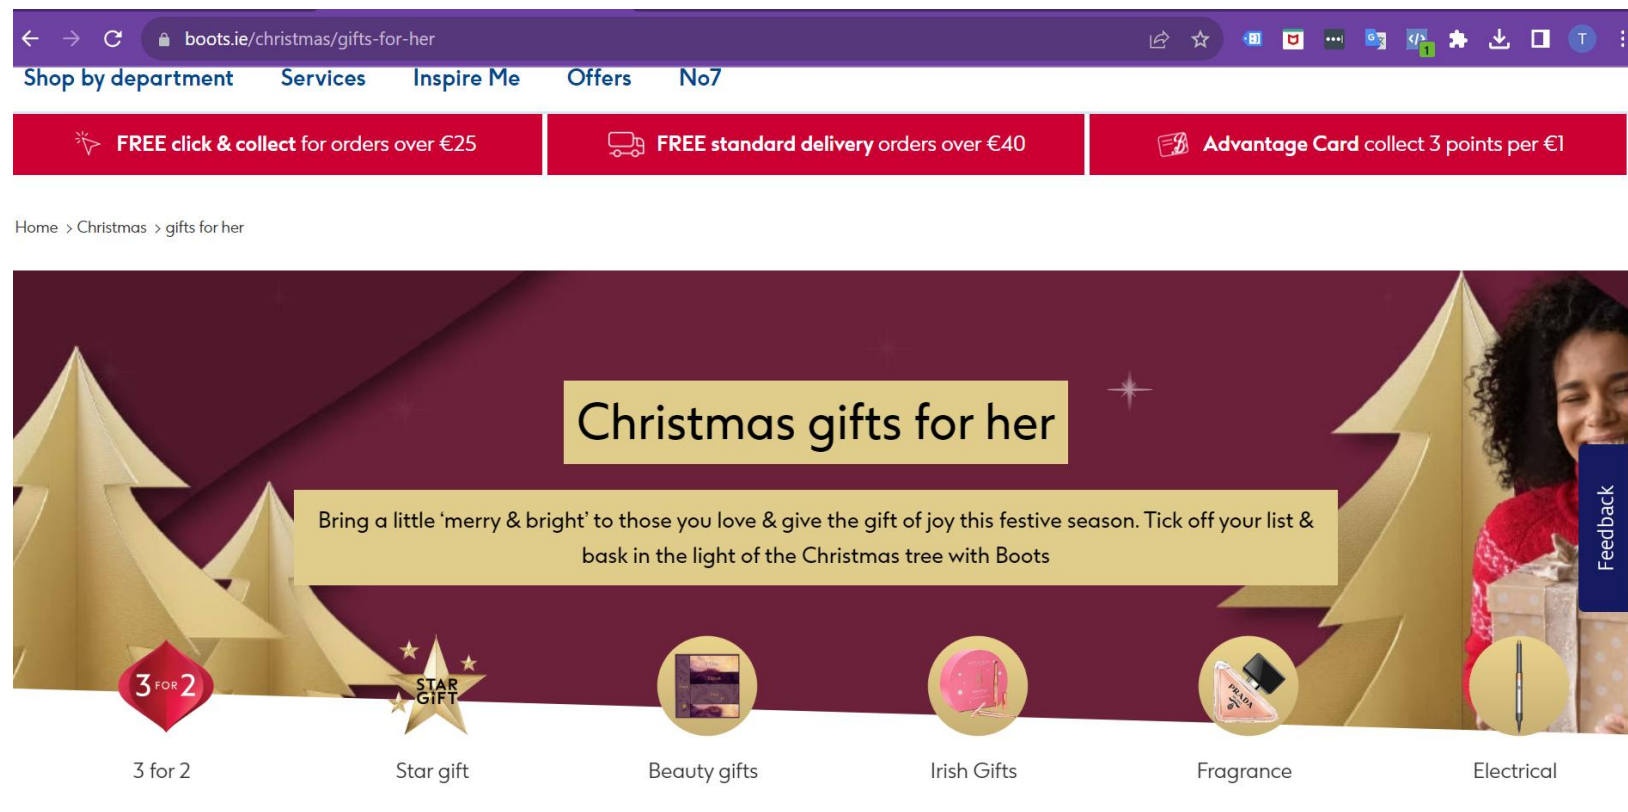 boots.ie/christmas/gifts-for-her
1
T
Shop by department Services Inspire Me Offers No7
FREE click & collect for orders over €25
FREE standard delivery orders over €40
Advantage Card collect 3 points per €1
Home > Christmas > gifts for her
Christmas gifts for her
Bring a little ‘merry & bright’ to those you love & give the gift of joy this festive season. Tick off your list &
bask in the light of the Christmas tree with Boots
Feedback
3 FOR 2
STAR
GiFT
PRADA
3 for 2
Star gift
Beauty gifts
Irish Gifts
Fragrance
Electrical